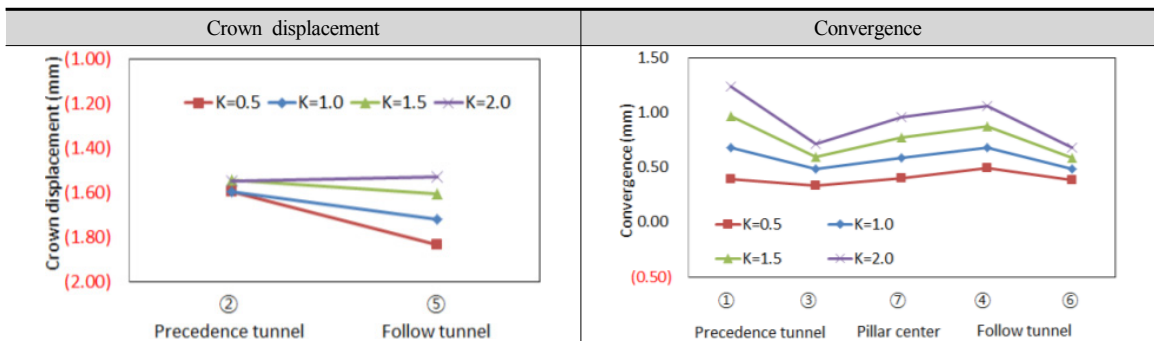 Crown displacement
Convergence
Crown displacement (mm)
(1.00)
(1.20)
(1.40)
(1.60)
(1.80)
(2.00)
K=0.5 K=1.0 K=1.5 K=2.0
② ⑤
Precedence tunnel Follow tunnel
Convergence (mm)
1.50
1.00
0.50
0.00
(0.50)
K=0.5 K=1.0
K=1.5 K=2.0
① ③ ⑦ ④ ⑥
Precedence tunnel Pillar center Follow tunnel